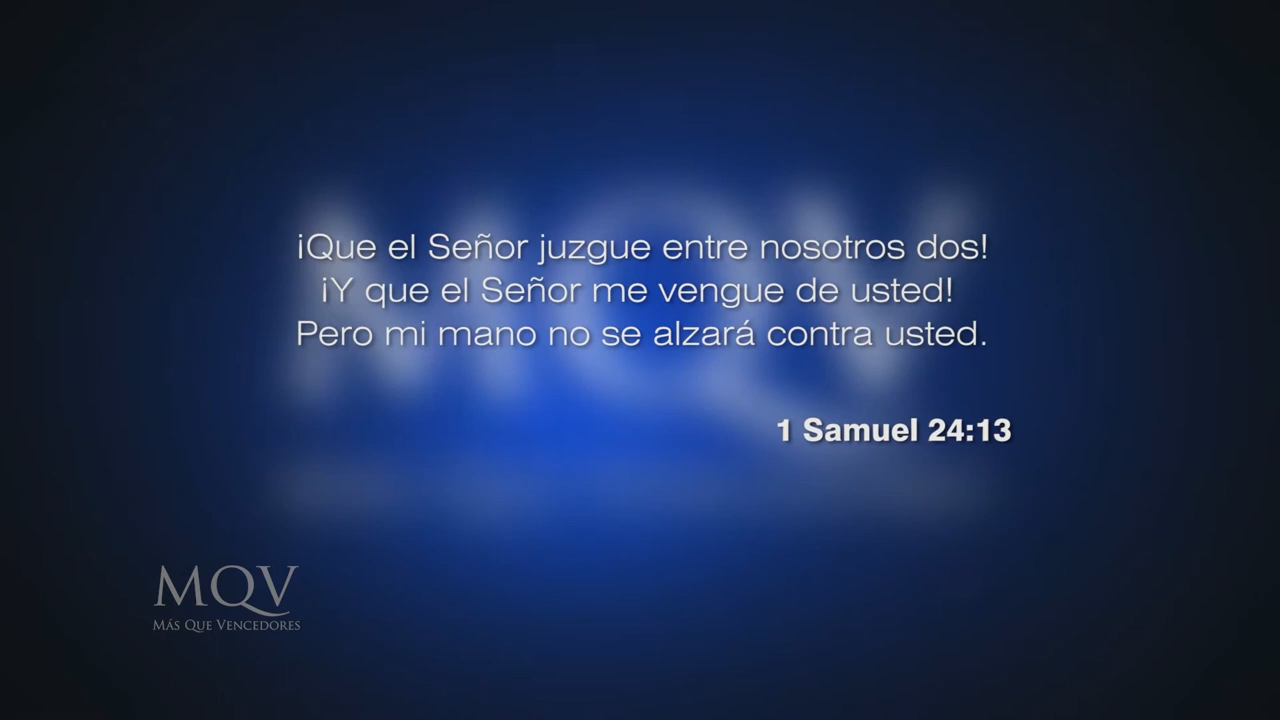 ¡Que el Señor juzgue entre nosotros dos!
¡Y que el Señor me vengue de usted!
Pero mi mano no se alzará contra usted.
1 Samuel 24:13
MQV
MÁS QUE VENCEDORES